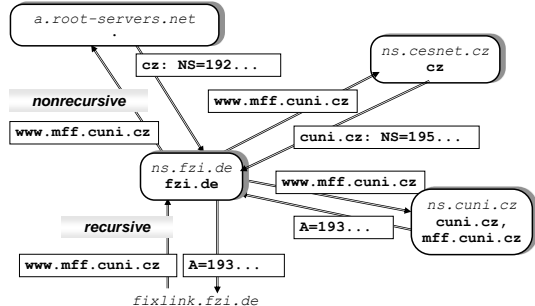 a.root-servers.net
.
cz: NS=192...
ns.cesnet.cz
cz
nonrecursive
www.mff.cuni.cz
www.mff.cuni.cz
cuni.cz: NS=195...
ns.fzi.de
fzi.de
www.mff.cuni.cz
ns.cuni.cz
cuni.cz,
mff.cuni.cz
recursive
A=193...
www.mff.cuni.cz
A=193...
fixlink.fzi.de